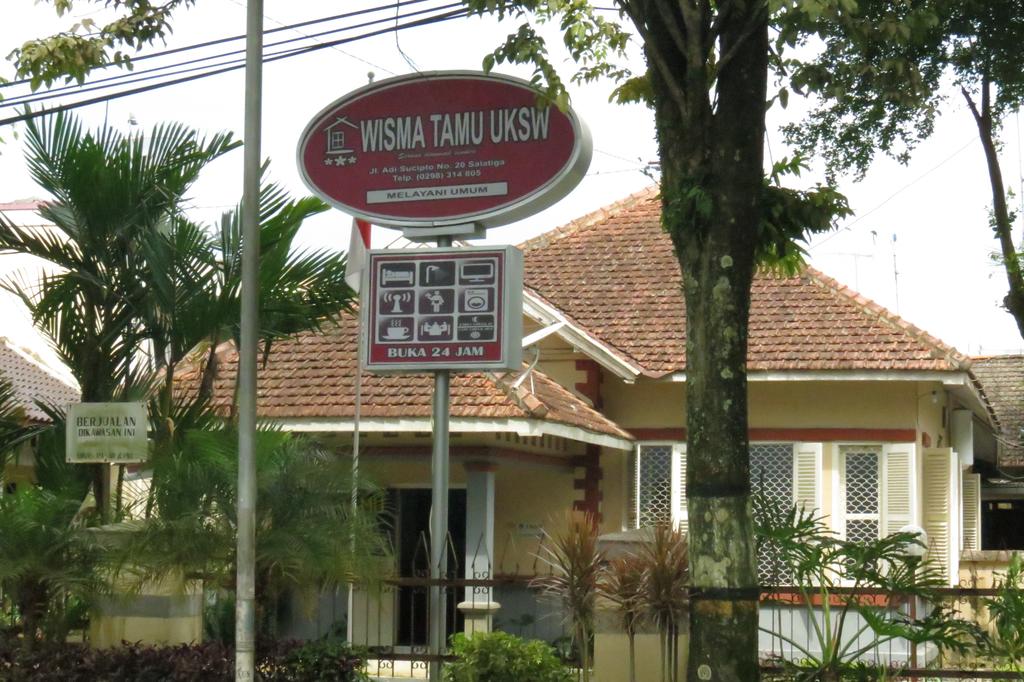 WISMA TAMU UKSW
Jl. Adi Sucipto No. 20 Salatiga
Telp. (0298) 314 805
MELAYANI UMUM
BUKA 24 JAM
BERJUALAN
DIKAWASAN INI